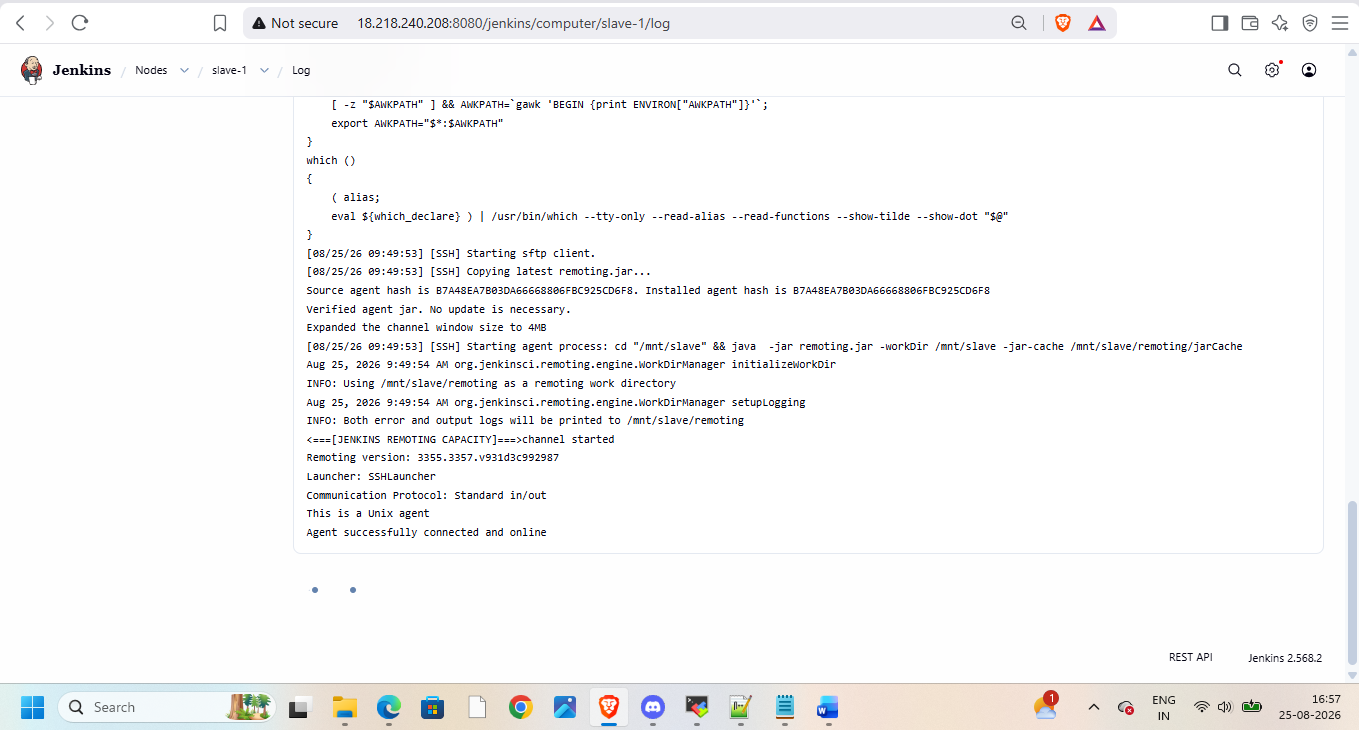 Not secure 18.218.240.208:8080/jenkins/computer/slave-1/log
Jenkins / Nodes / slave-1 / Log
[ -z "$AWKPATH" ] && AWKPATH=`gawk 'BEGIN {print ENVIRON["AWKPATH"]}'`;
export AWKPATH="$*:$AWKPATH"
}
which ()
{
( alias;
eval ${which_declare} ) | /usr/bin/which --tty-only --read-alias --read-functions --show-tilde --show-dot "$@"
}
[08/25/26 09:49:53] [SSH] Starting sftp client.
[08/25/26 09:49:53] [SSH] Copying latest remoting.jar...
Source agent hash is B7A48EA7B03DA66668806FBC925CD6F8. Installed agent hash is B7A48EA7B03DA66668806FBC925CD6F8
Verified agent jar. No update is necessary.
Expanded the channel window size to 4MB
[08/25/26 09:49:53] [SSH] Starting agent process: cd "/mnt/slave" && java  -jar remoting.jar -workDir /mnt/slave -jar-cache /mnt/slave/remoting/jarCache
Aug 25, 2026 9:49:54 AM org.jenkinsci.remoting.engine.WorkDirManager initializeWorkDir
INFO: Using /mnt/slave/remoting as a remoting work directory
Aug 25, 2026 9:49:54 AM org.jenkinsci.remoting.engine.WorkDirManager setupLogging
INFO: Both error and output logs will be printed to /mnt/slave/remoting
<===[JENKINS REMOTING CAPACITY]===>channel started
Remoting version: 3355.3357.v931d3c992987
Launcher: SSHLauncher
Communication Protocol: Standard in/out
This is a Unix agent
Agent successfully connected and online
REST API Jenkins 2.568.2
Search
1
ENG
IN
16:57
25-08-2026